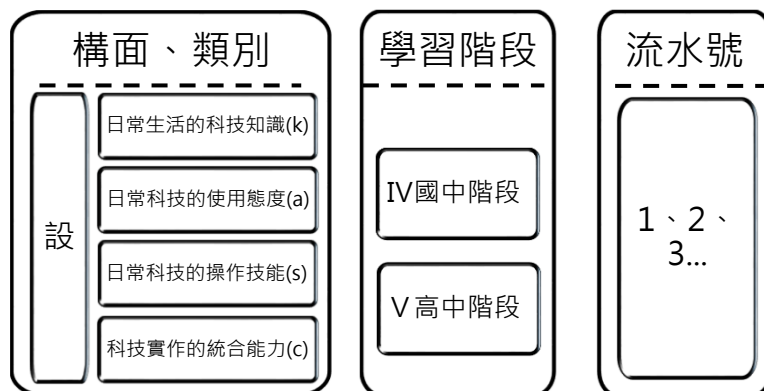 構面、類別
設
日常生活的科技知識(k)
日常科技的使用態度(a)
日常科技的操作技能(s)
科技實作的統合能力(c)
學習階段
IV國中階段
V 高中階段
流水號
1、2、
3...